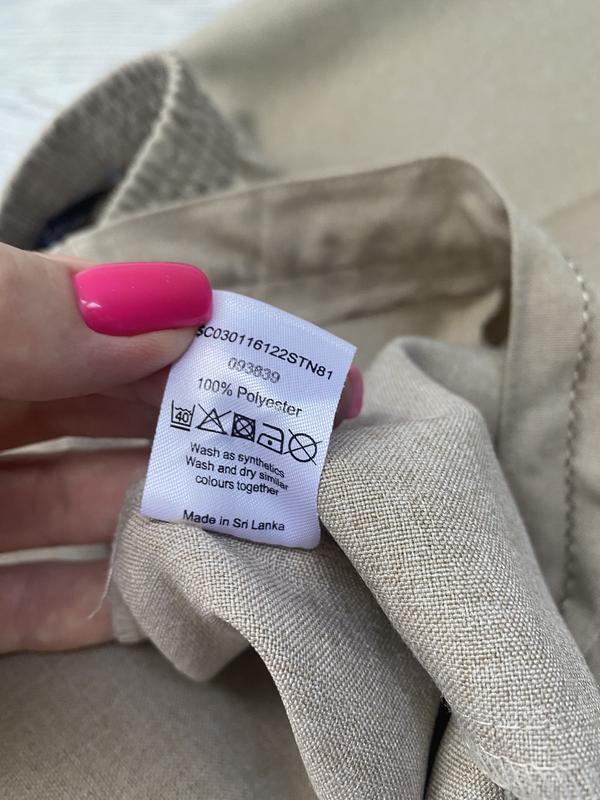 SC030116122STN81
093839
100% Polyester
40
Wash as synthetics
Wash and dry similar
colours together
Made in Sri Lanka